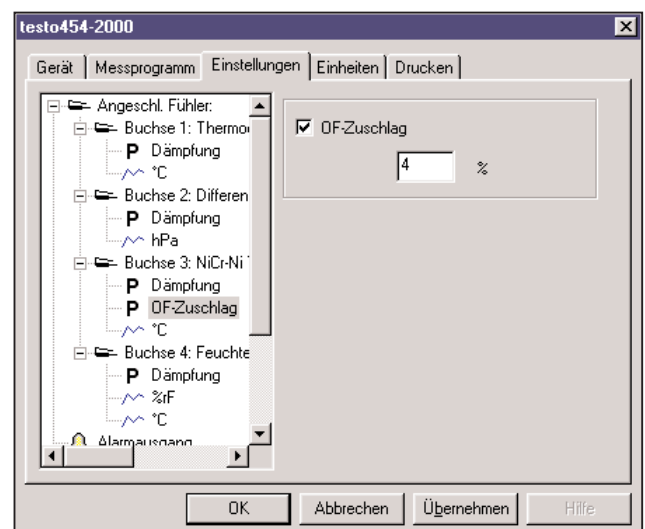 testo454-2000
Gerät Messprogramm Einstellungen Einheiten Drucken
Angeschl. Fühler:
Buchse 1: Thermo
P Dämpfung
°C
Buchse 2: Differen
P Dämpfung
hPa
Buchse 3: NiCr-Ni
P Dämpfung
P OF-Zuschlag
°C
Buchse 4: Feuchte
P Dämpfung
%rF
°C
Alarmausgang
OF-Zuschlag
4 %
OK Abbrechen Übernehmen Hilfe